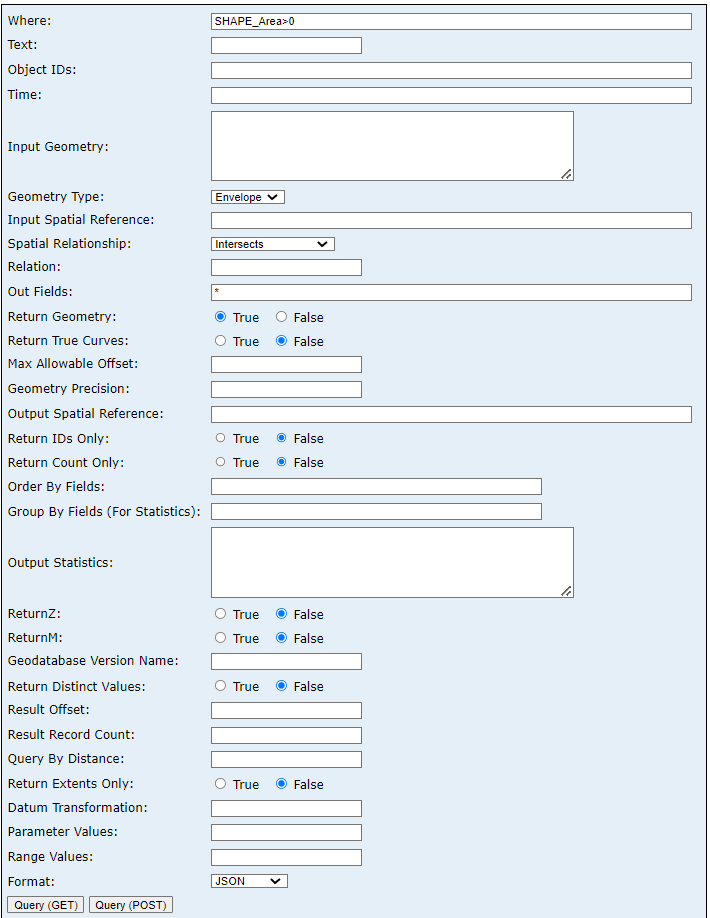 Where: SHAPE_Area>0
Text:
Object IDs:
Time:
Input Geometry:
Geometry Type: Envelope
Input Spatial Reference:
Spatial Relationship: Intersects
Relation:
Out Fields: *
Return Geometry: True False
Return True Curves: True False
Max Allowable Offset:
Geometry Precision:
Output Spatial Reference:
Return IDs Only: True False
Return Count Only: True False
Order By Fields:
Group By Fields (For Statistics):
Output Statistics:
ReturnZ: True False
ReturnM: True False
Geodatabase Version Name:
Return Distinct Values: True False
Result Offset:
Result Record Count:
Query By Distance:
Return Extents Only: True False
Datum Transformation:
Parameter Values:
Range Values:
Format: JSON
Query (GET) Query (POST)